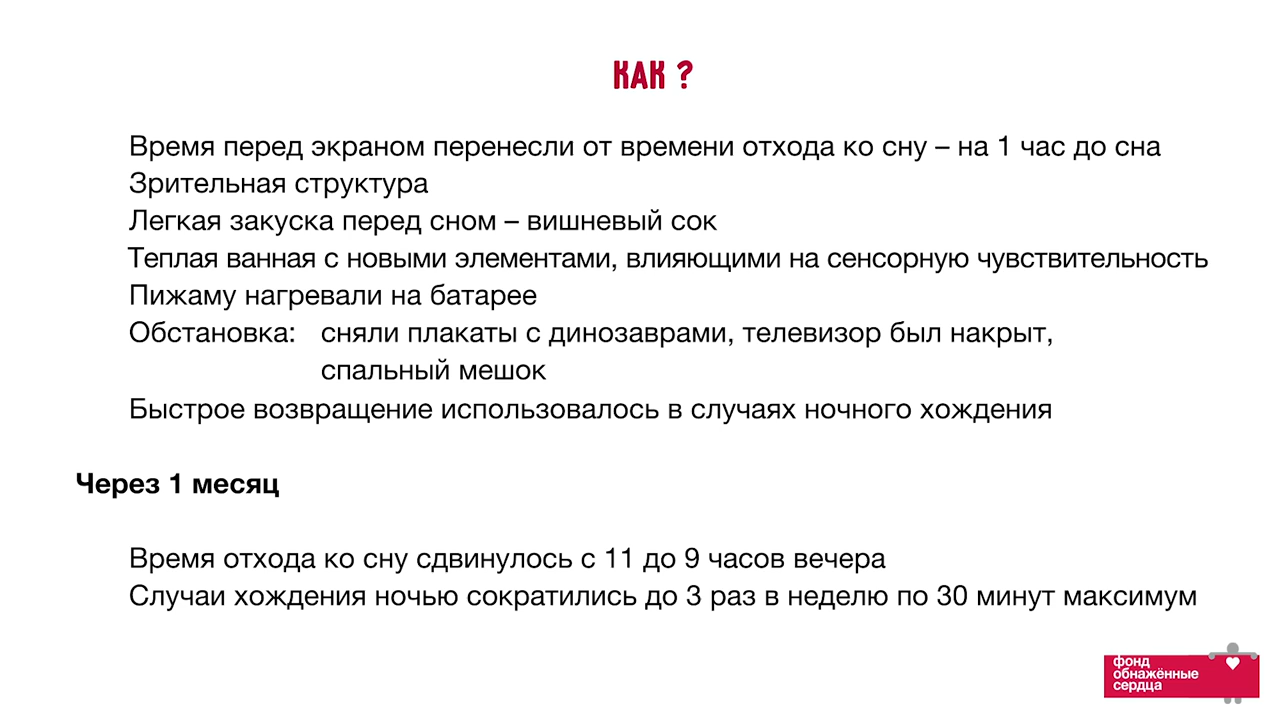 КАК ?
Время перед экраном перенесли от времени отхода ко сну – на 1 час до сна
Зрительная структура
Легкая закуска перед сном – вишневый сок
Теплая ванная с новыми элементами, влияющими на сенсорную чувствительность
Пижаму нагревали на батарее
Обстановка: сняли плакаты с динозаврами, телевизор был накрыт,
спальный мешок
Быстрое возвращение использовалось в случаях ночного хождения
Через 1 месяц
Время отхода ко сну сдвинулось с 11 до 9 часов вечера
Случаи хождения ночью сократились до 3 раз в неделю по 30 минут максимум
фонд
обнажённые
сердца